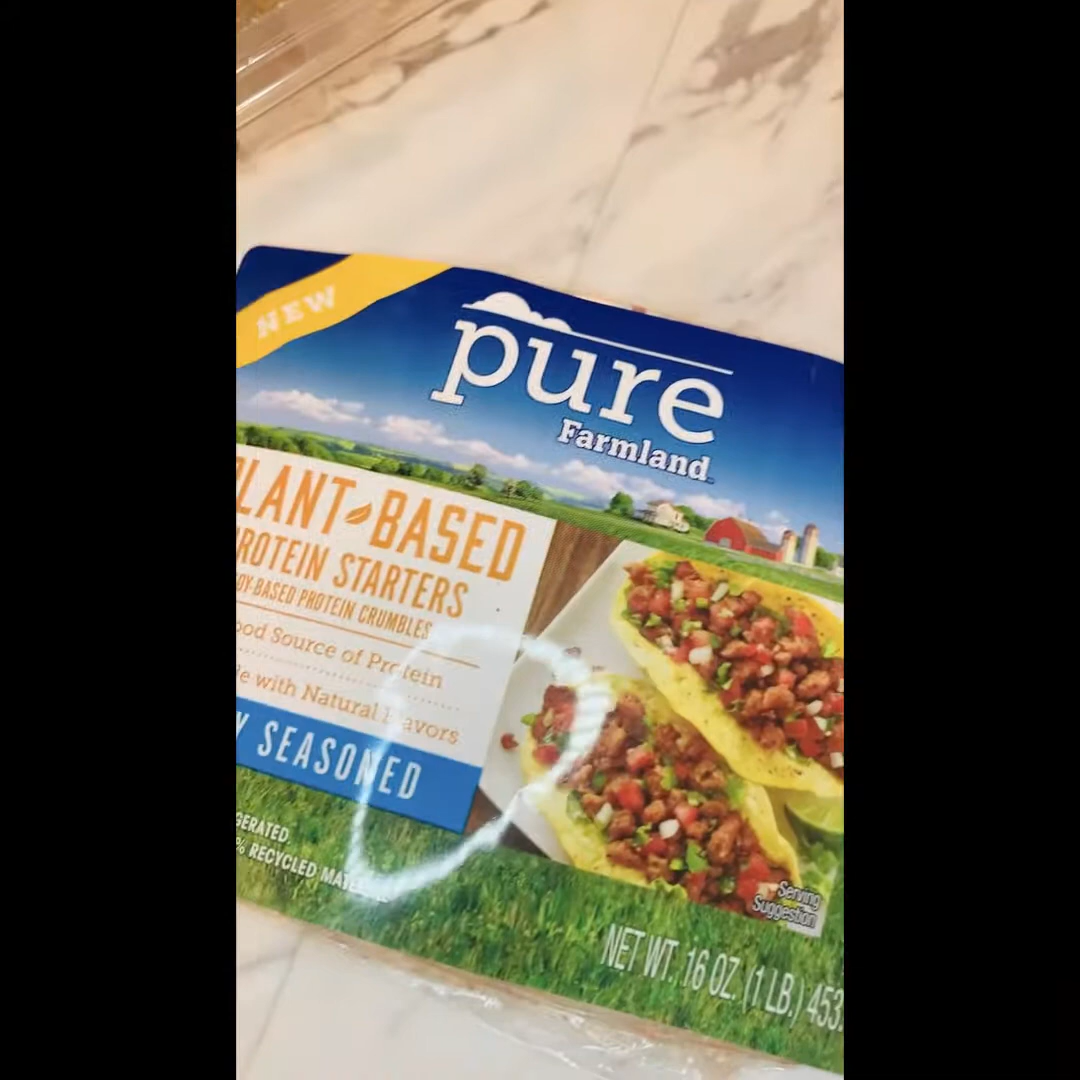 NEW
pure
Farmland
LANT-BASED
ROTEIN STARTERS
OY-BASED PROTEIN CRUMBLES
ood Source of Protein
e with Natural Flavors
Y SEASONED
GERATED.
% RECYCLED MATE
Serving
Suggestion
NET WT. 16 OZ. (1 LB.) 453